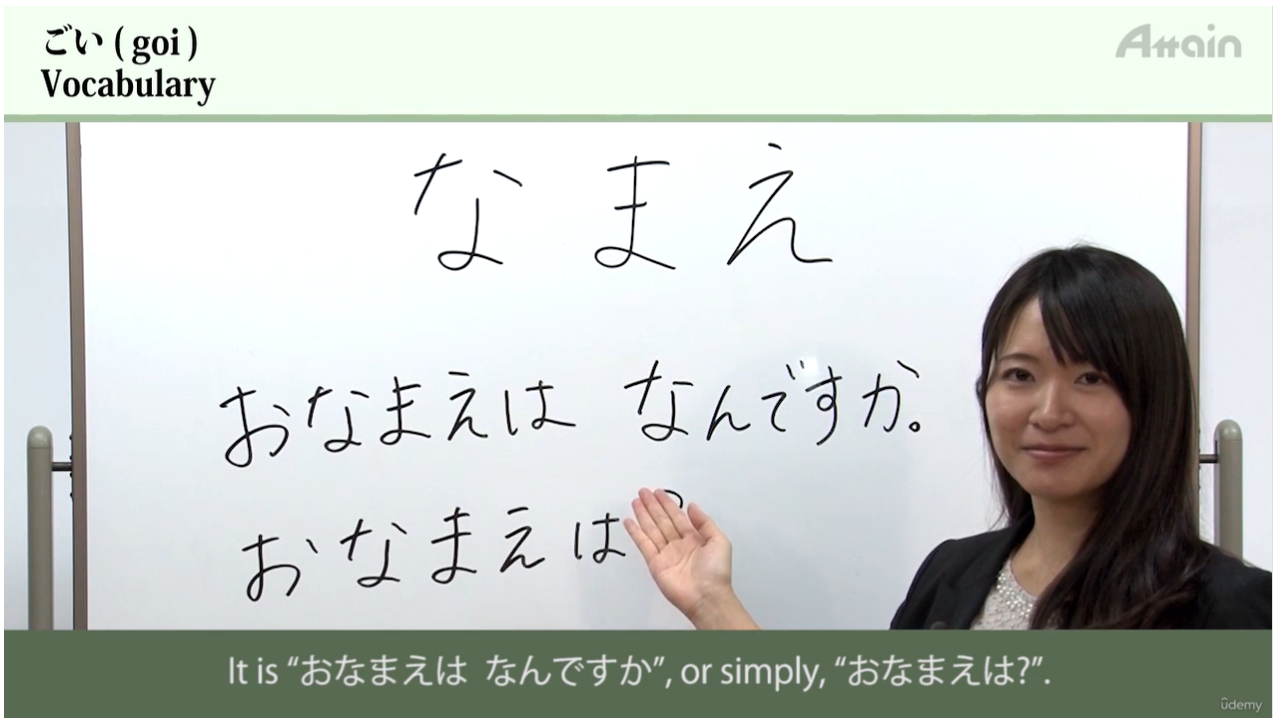 ごい ( goi )
Vocabulary
Attain
なまえ
おなまえは なんですか。
おなまえは?
It is “おなまえは なんですか”, or simply, “おなまえは?”.
ûdemy